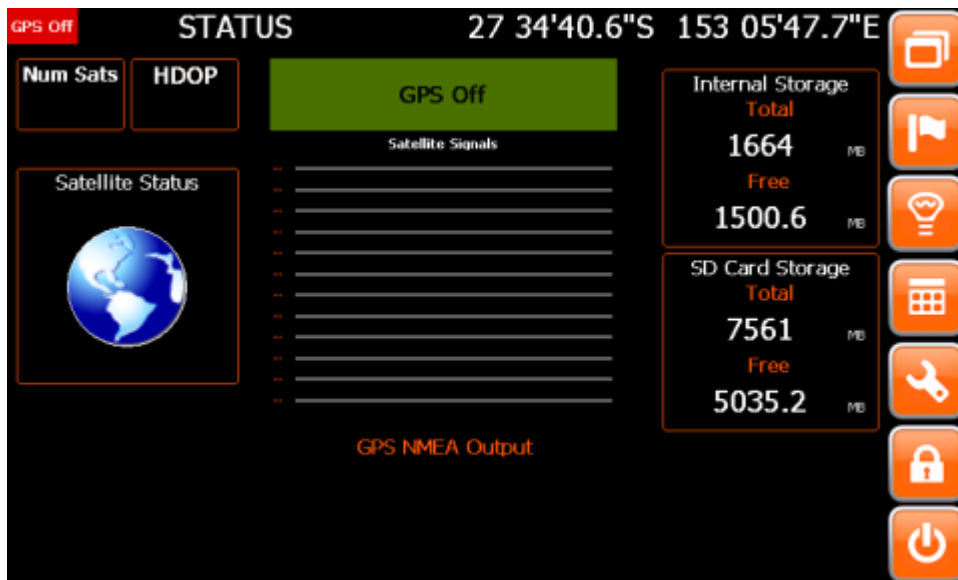 GPS Off STATUS 27 34'40.6"S 153 05'47.7"E
Num Sats HDOP
GPS Off
Satellite Signals
Satellite Status
--
--
--
--
--
--
--
--
--
--
--
--
GPS NMEA Output
Internal Storage
Total
1664 MB
Free
1500.6 MB
SD Card Storage
Total
7561 MB
Free
5035.2 MB